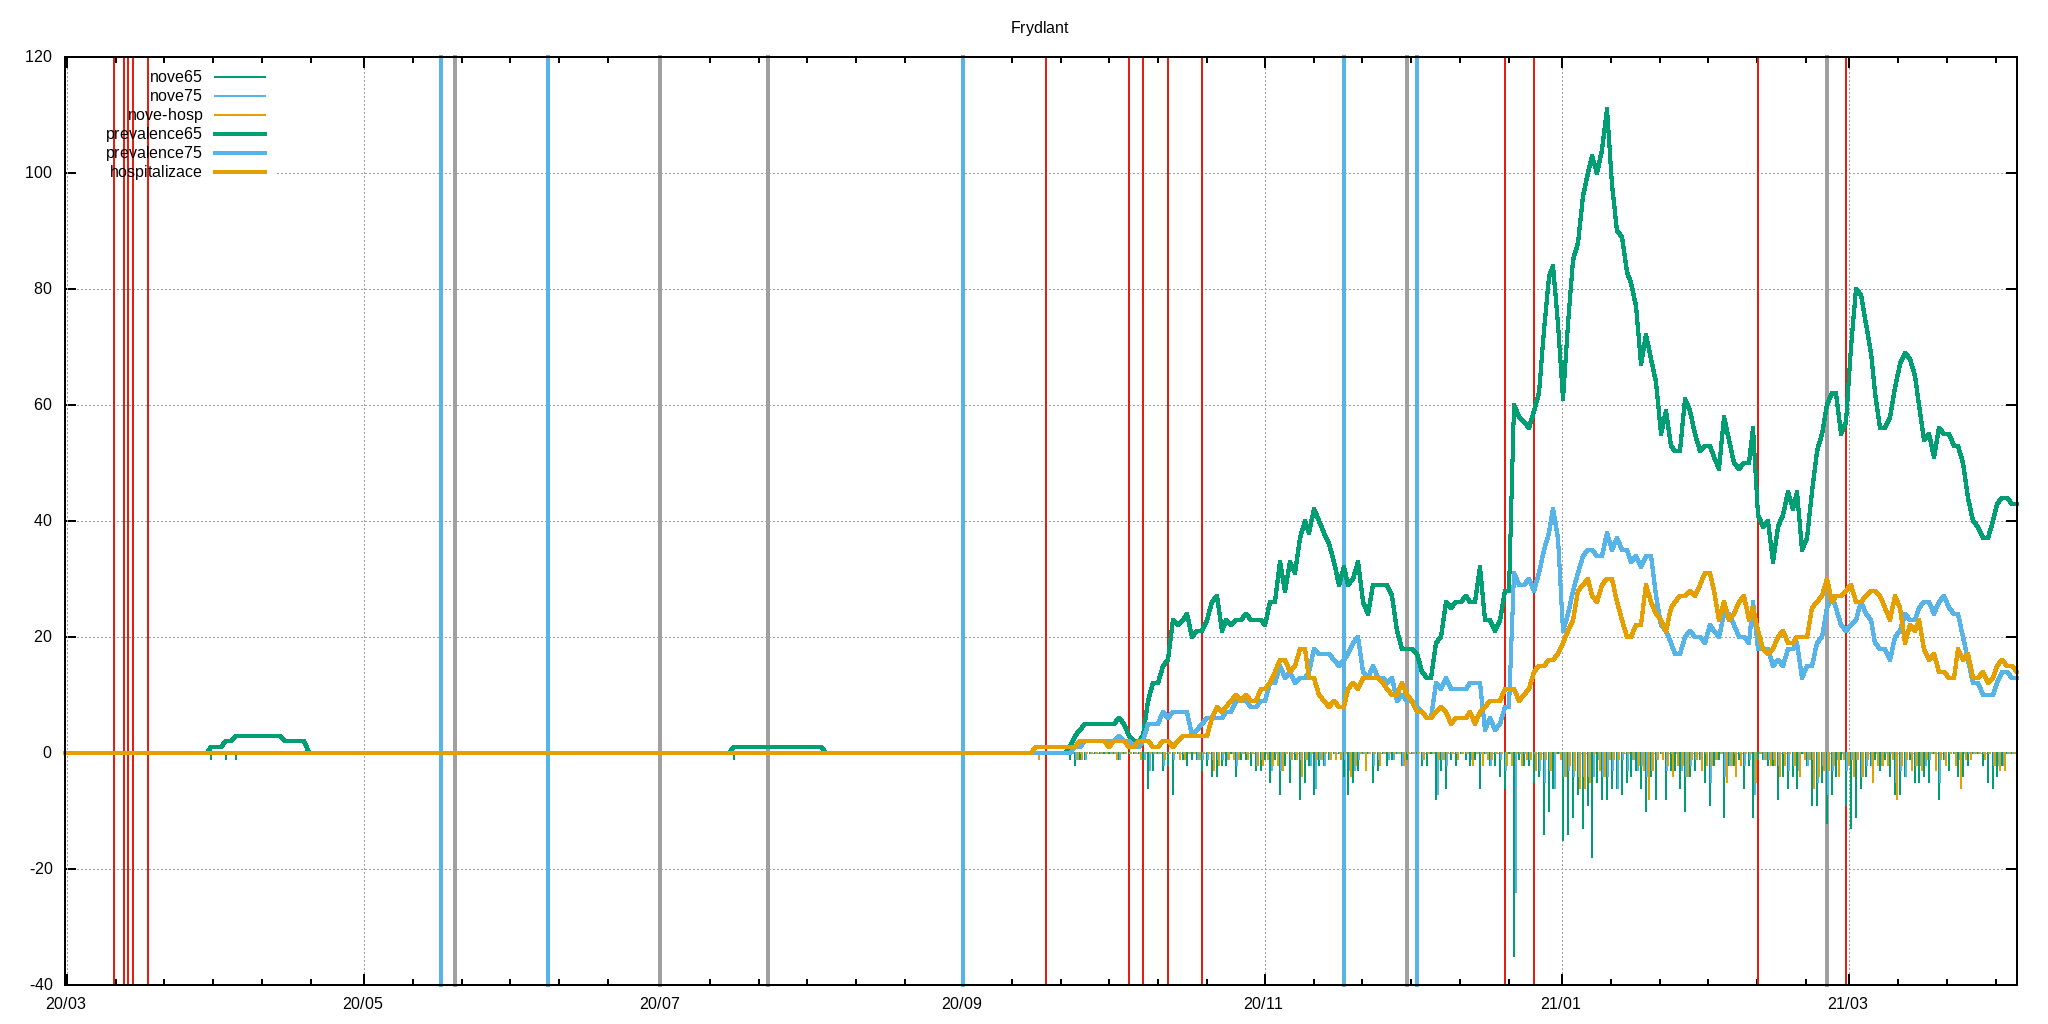 Frydlant
120
nove65
nove75
nove-hosp
prevalence65
prevalence75
hospitalizace
100
80
60
40
20
0
-20
-40
20/03 20/05 20/07 20/09 20/11 21/01 21/03